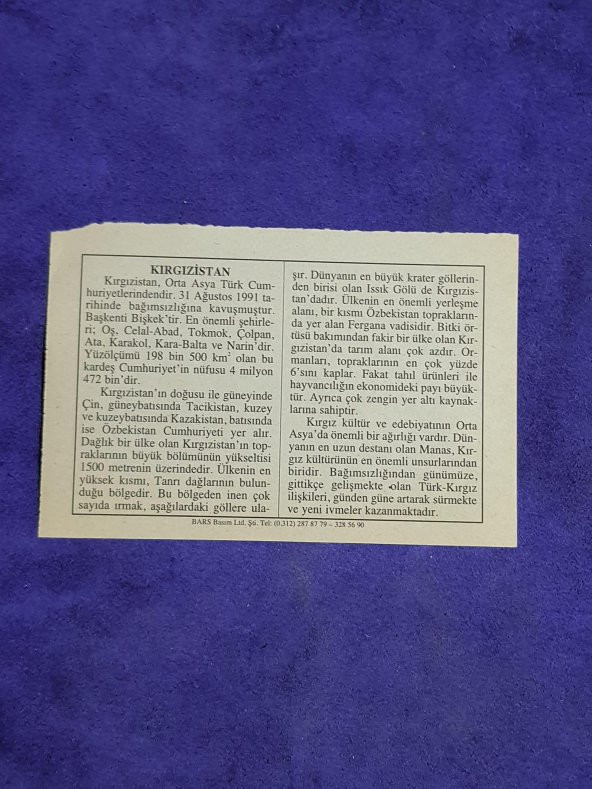 KIRGIZİSTAN
Kırgızistan, Orta Asya Türk Cum-
huriyetlerindendir. 31 Ağustos 1991 ta-
rihinde bağımsızlığına kavuşmuştur.
Başkenti Bişkek'tir. En önemli şehirle-
ri; Oş, Celal-Abad, Tokmok, Çolpan,
Ata, Karakol, Kara-Balta ve Narin'dir.
Yüzölçümü 198 bin 500 km² olan bu
kardeş Cumhuriyet'in nüfusu 4 milyon
472 bin'dir.
Kırgızistan'ın doğusu ile güneyinde
Çin, güneybatısında Tacikistan, kuzey
ve kuzeybatısında Kazakistan, batısında
ise Özbekistan Cumhuriyeti yer alır.
Dağlık bir ülke olan Kırgızistan'ın top-
raklarının büyük bölümünün yükseltisi
1500 metrenin üzerindedir. Ülkenin en
yüksek kısmı, Tanrı dağlarının bulun-
duğu bölgedir. Bu bölgeden inen çok
sayıda ırmak, aşağılardaki göllere ula-
şır. Dünyanın en büyük krater göllerin-
den birisi olan Issık Gölü de Kırgızis-
tan'dadır. Ülkenin en önemli yerleşme
alanı, bir kısmı Özbekistan toprakların-
da yer alan Fergana vadisidir. Bitki ör-
tüsü bakımından fakir bir ülke olan Kır-
gızistan'da tarım alanı çok azdır. Or-
manları, topraklarının en çok yüzde
6'sını kaplar. Fakat tahıl ürünleri ile
hayvancılığın ekonomideki payı büyük-
tür. Ayrıca çok zengin yer altı kaynak-
larına sahiptir.
Kırgız kültür ve edebiyatının Orta
Asya'da önemli bir ağırlığı vardır. Dün-
yanın en uzun destanı olan Manas, Kır-
gız kültürünün en önemli unsurlarından
biridir. Bağımsızlığından günümüze,
gittikçe gelişmekte olan Türk-Kırgız
ilişkileri, günden güne artarak sürmekte
ve yeni ivmeler kazanmaktadır.
BARS Basım Ltd. Şti. Tel: (0.312) 287 87 79 – 328 56 90